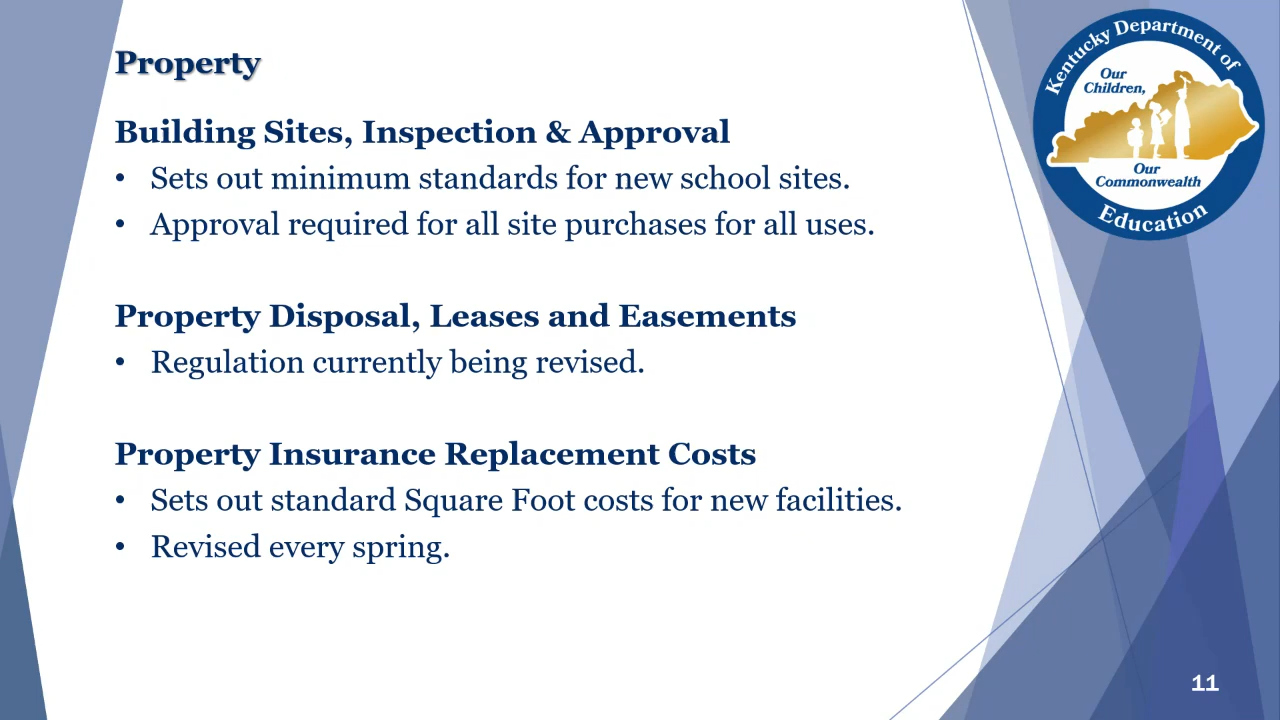 Property
Building Sites, Inspection & Approval
• Sets out minimum standards for new school sites.
• Approval required for all site purchases for all uses.
Property Disposal, Leases and Easements
• Regulation currently being revised.
Property Insurance Replacement Costs
• Sets out standard Square Foot costs for new facilities.
• Revised every spring.
Kentucky Department of
Our
Children,
Our
Commonwealth
Education
11